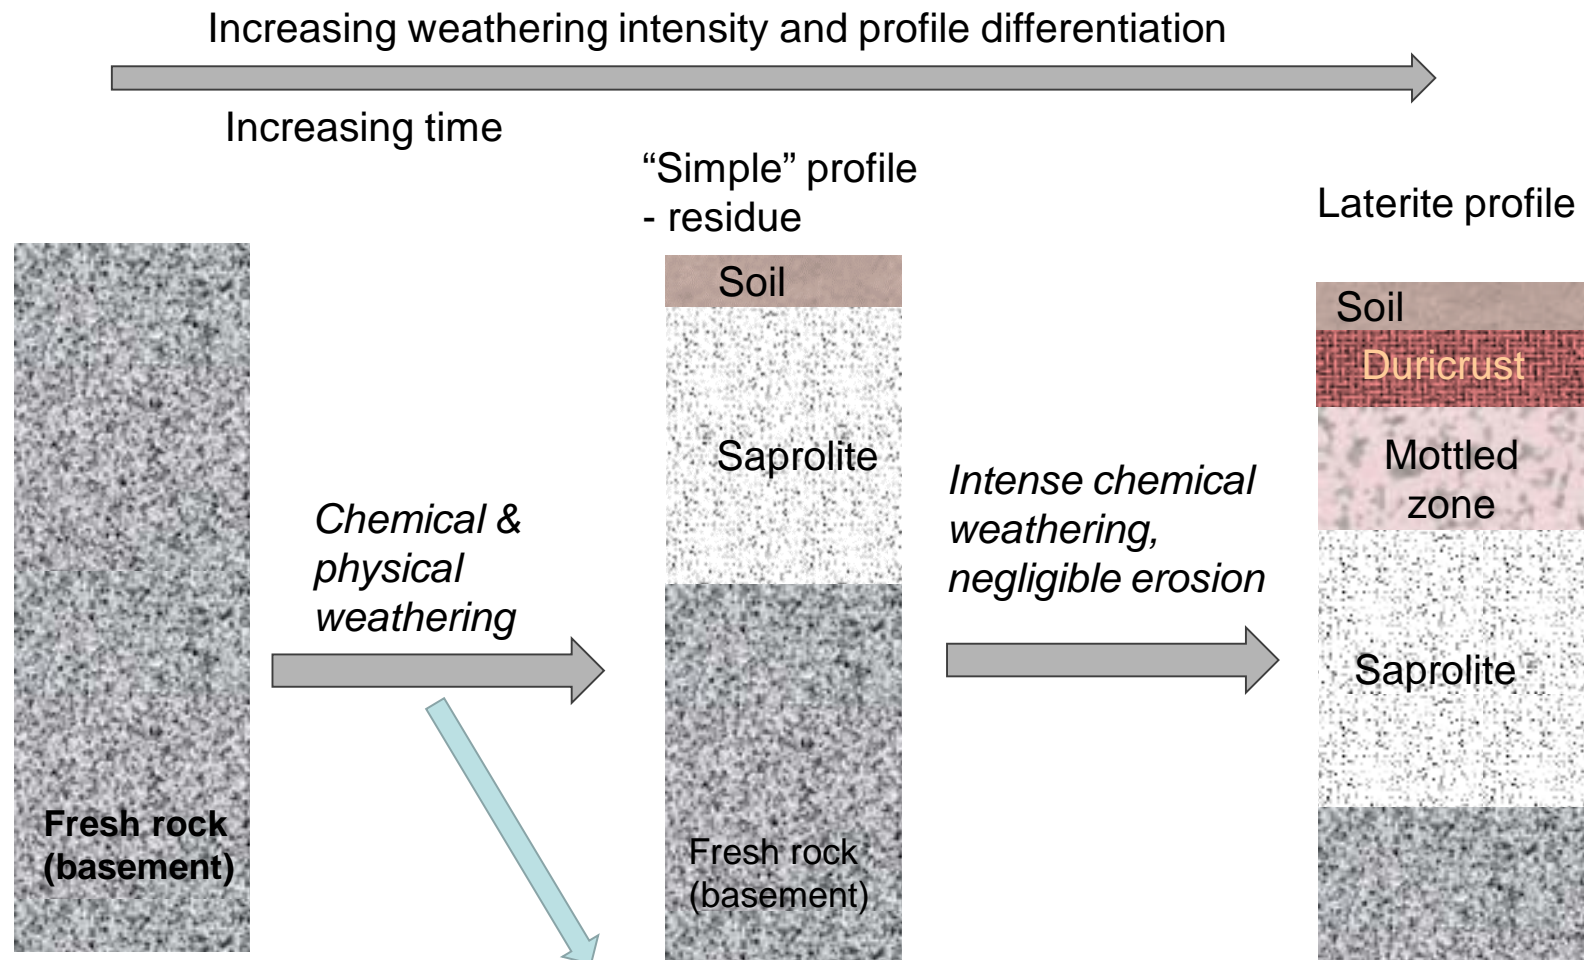 Increasing weathering intensity and profile differentiation
Increasing time
“Simple” profile
- residue
Laterite profile
Soil
Soil
Duricrust
Saprolite
Mottled
zone
Intense chemical
weathering,
negligible erosion
Chemical &
physical
weathering
Saprolite
Fresh rock
(basement)
Fresh rock
(basement)